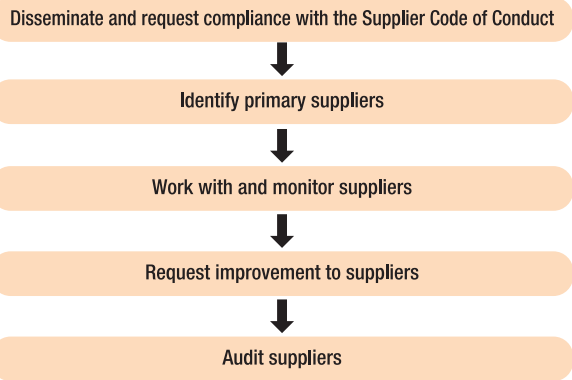 Disseminate and request compliance with the Supplier Code of Conduct
Identify primary suppliers
Work with and monitor suppliers
Request improvement to suppliers
Audit suppliers